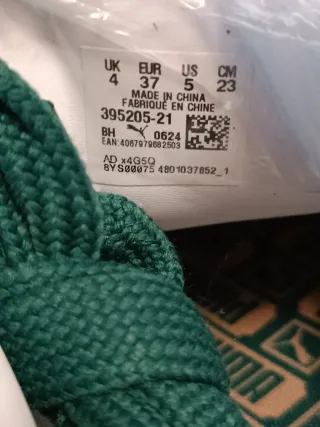 UK EUR US CM
4 37 5 23
MADE IN CHINA
FABRIQUÉ EN CHINE
395205-21
BH 0624
EAN: 4067979682503
AD x4G5Q
8YS00075 4801037852_1